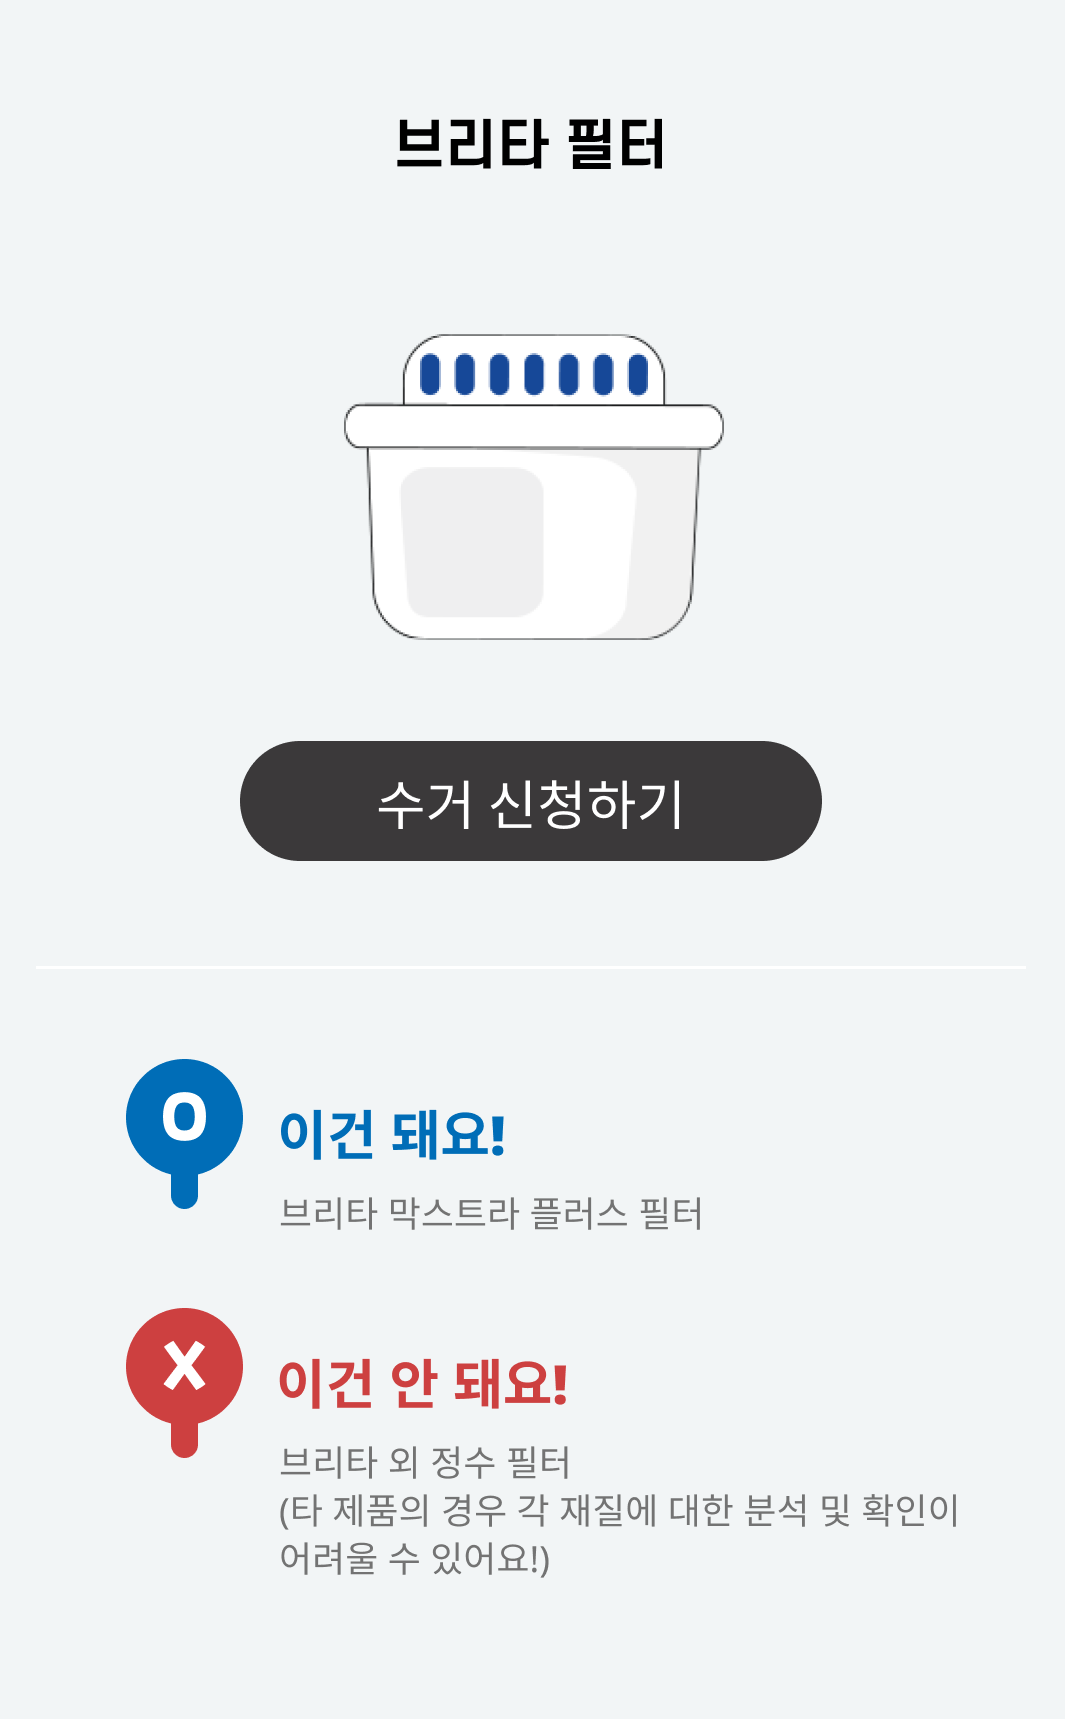 브리타 필터
수거 신청하기
O
이건 돼요!
브리타 막스트라 플러스 필터
X
이건 안 돼요!
브리타 외 정수 필터
(타 제품의 경우 각 재질에 대한 분석 및 확인이
어려울 수 있어요!)